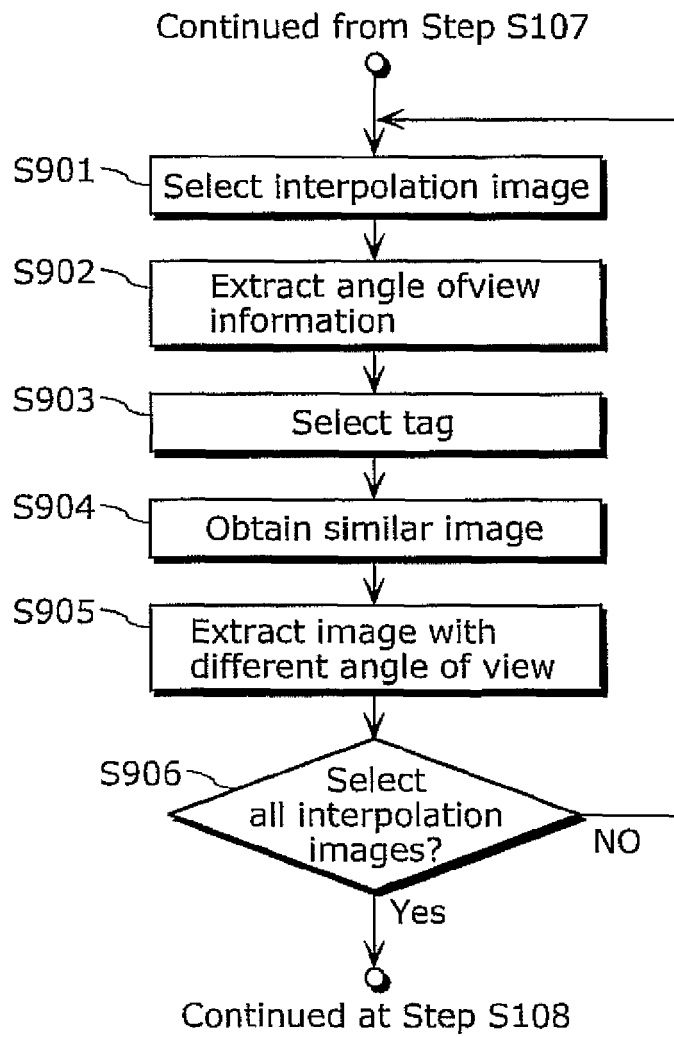 Continued from Step S107
S901
Select interpolation image
S902
Extract angle ofview
information
S903
Select tag
S904
Obtain similar image
S905
Extract image with
different angle of view
S906
Select
all interpolation
images?
NO
Yes
Continued at Step S108